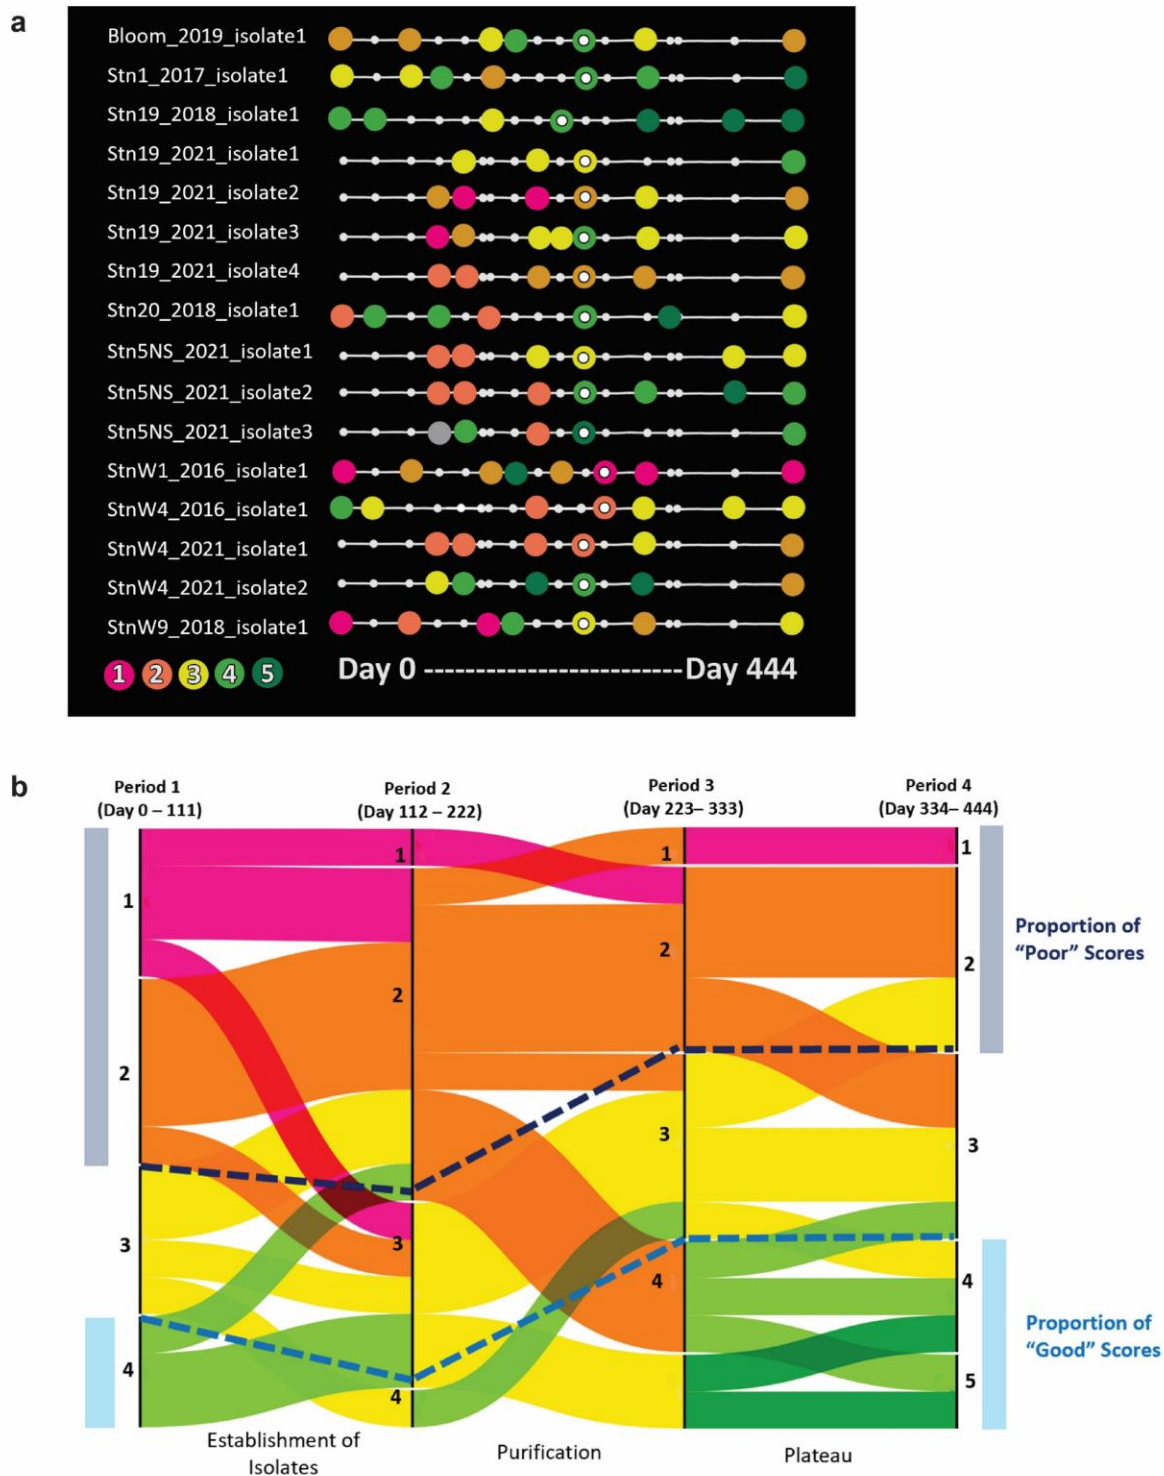 a
Bloom_2019_isolate1
Stn1_2017_isolate1
Stn19_2018_isolate1
Stn19_2021_isolate1
Stn19_2021_isolate2
Stn19_2021_isolate3
Stn19_2021_isolate4
Stn20_2018_isolate1
Stn5NS_2021_isolate1
Stn5NS_2021_isolate2
Stn5NS_2021_isolate3
StnW1_2016_isolate1
StnW4_2016_isolate1
StnW4_2021_isolate1
StnW4_2021_isolate2
StnW9_2018_isolate1
1 2 3 4 5
Day 0 ----------------------------Day 444
b
Period 1
(Day 0 – 111)
Period 2
(Day 112 – 222)
Period 3
(Day 223– 333)
Period 4
(Day 334– 444)
1
2
3
4
1
2
3
4
1
2
3
4
1
2
3
4
5
Proportion of
“Poor” Scores
Proportion of
“Good” Scores
Establishment of
Isolates
Purification
Plateau